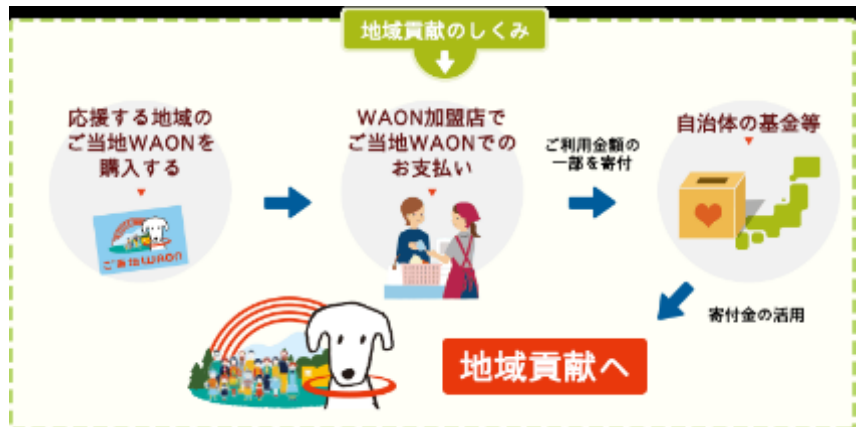 地域貢献のしくみ
応援する地域の
ご当地WAONを
購入する
ご当地WAON
WAON加盟店で
ご当地WAONでの
お支払い
ご利用金額の
一部を寄付
自治体の基金等
寄付金の活用
地域貢献へ